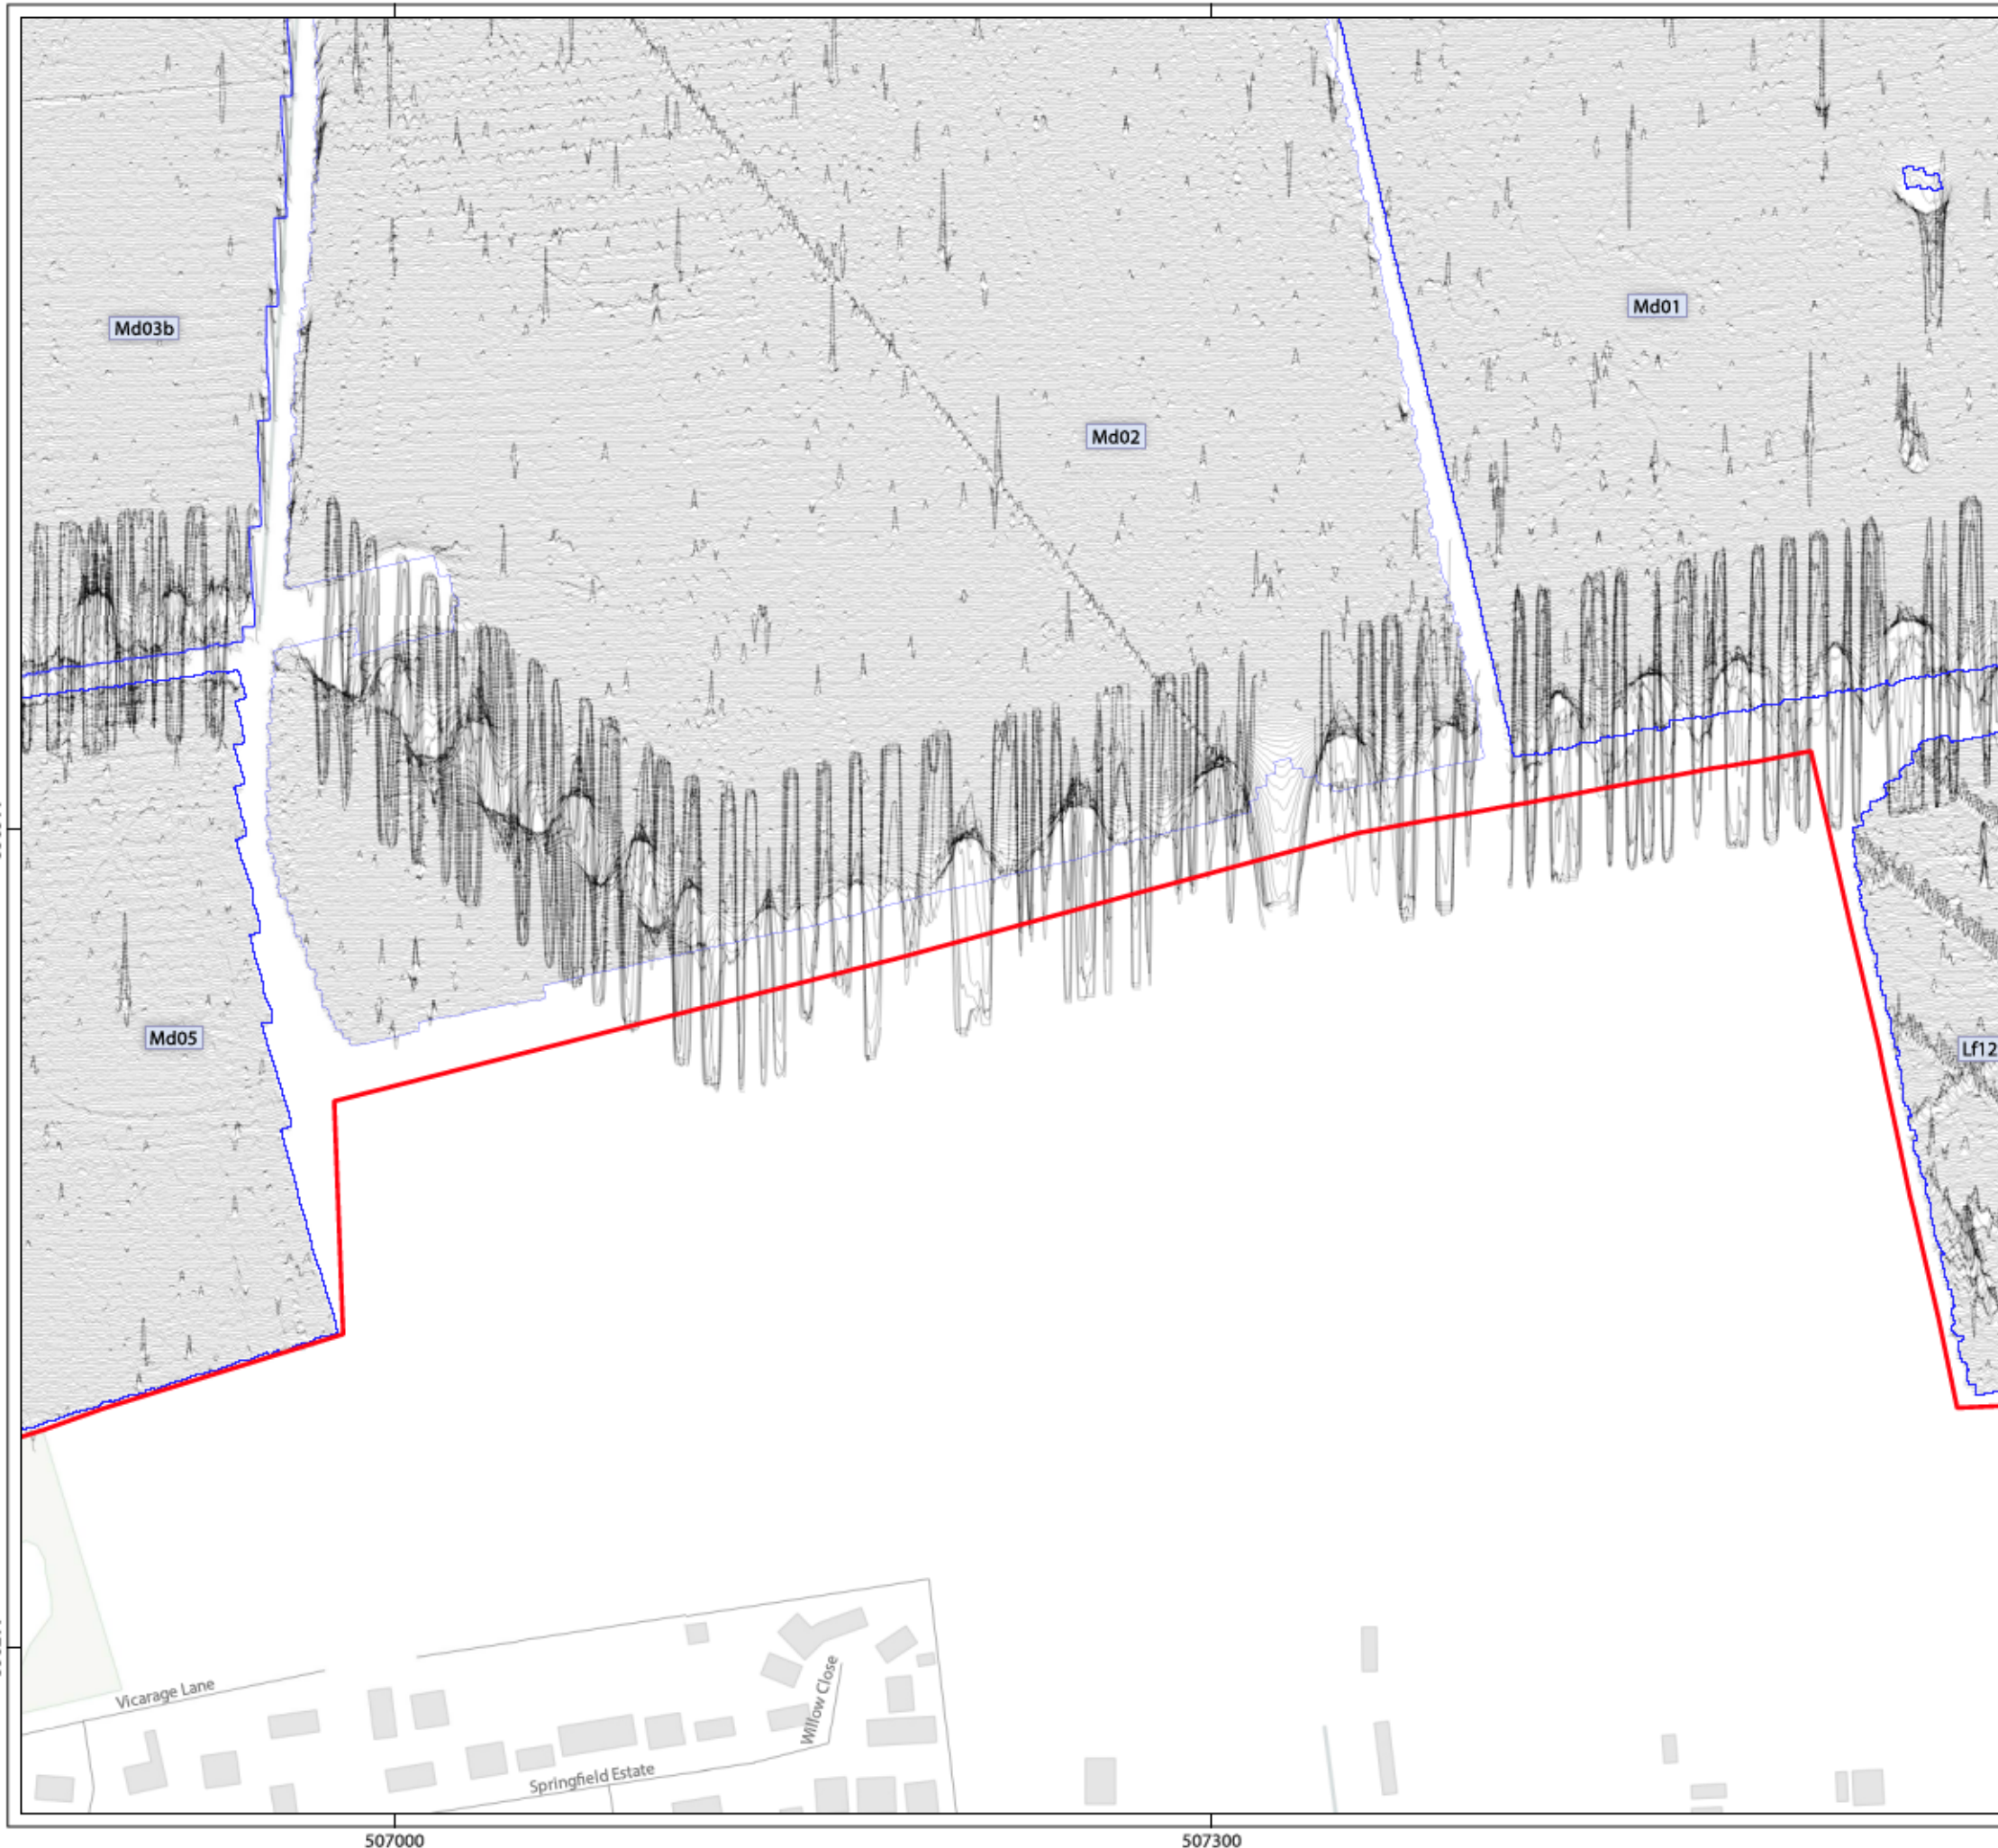 Md03b
Md02
Md01
Md05
Lf12
Vicarage Lane
Willow Close
Springfield Estate
507000
507300